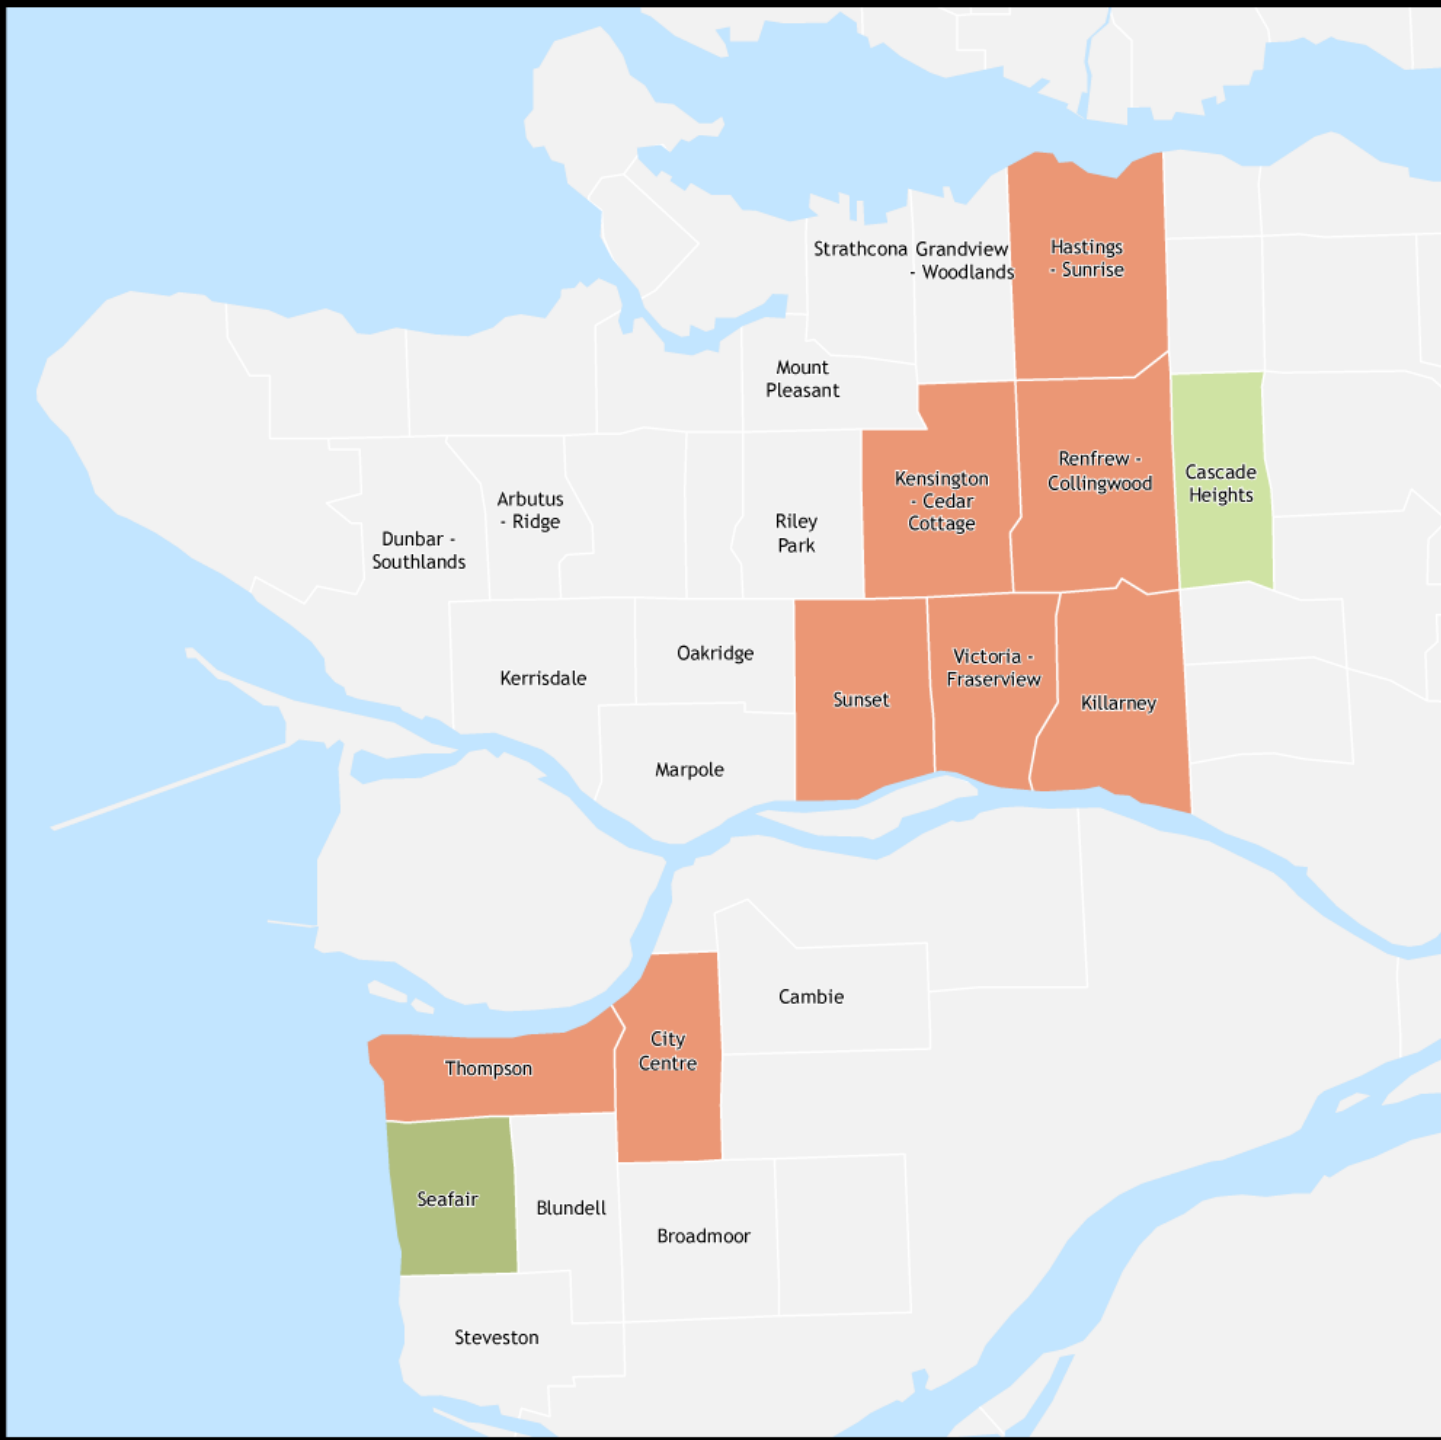 Strathcona
Grandview
- Woodlands
Hastings
- Sunrise
Mount
Pleasant
Kensington
- Cedar
Cottage
Renfrew -
Collingwood
Cascade
Heights
Arbutus
- Ridge
Dunbar -
Southlands
Riley
Park
Kerrisdale
Oakridge
Sunset
Victoria -
Fraserview
Killarney
Marpole
Cambie
City
Centre
Thompson
Seafair
Blundell
Broadmoor
Steveston